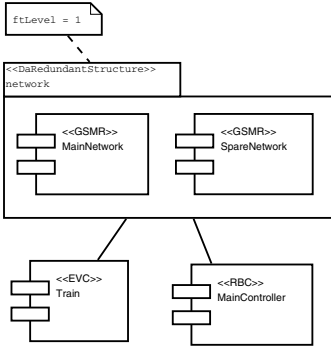 ftLevel = 1
<<DaRedundantStructure>>
network
<<GSMR>>
MainNetwork
<<GSMR>>
SpareNetwork
<<EVC>>
Train
<<RBC>>
MainController